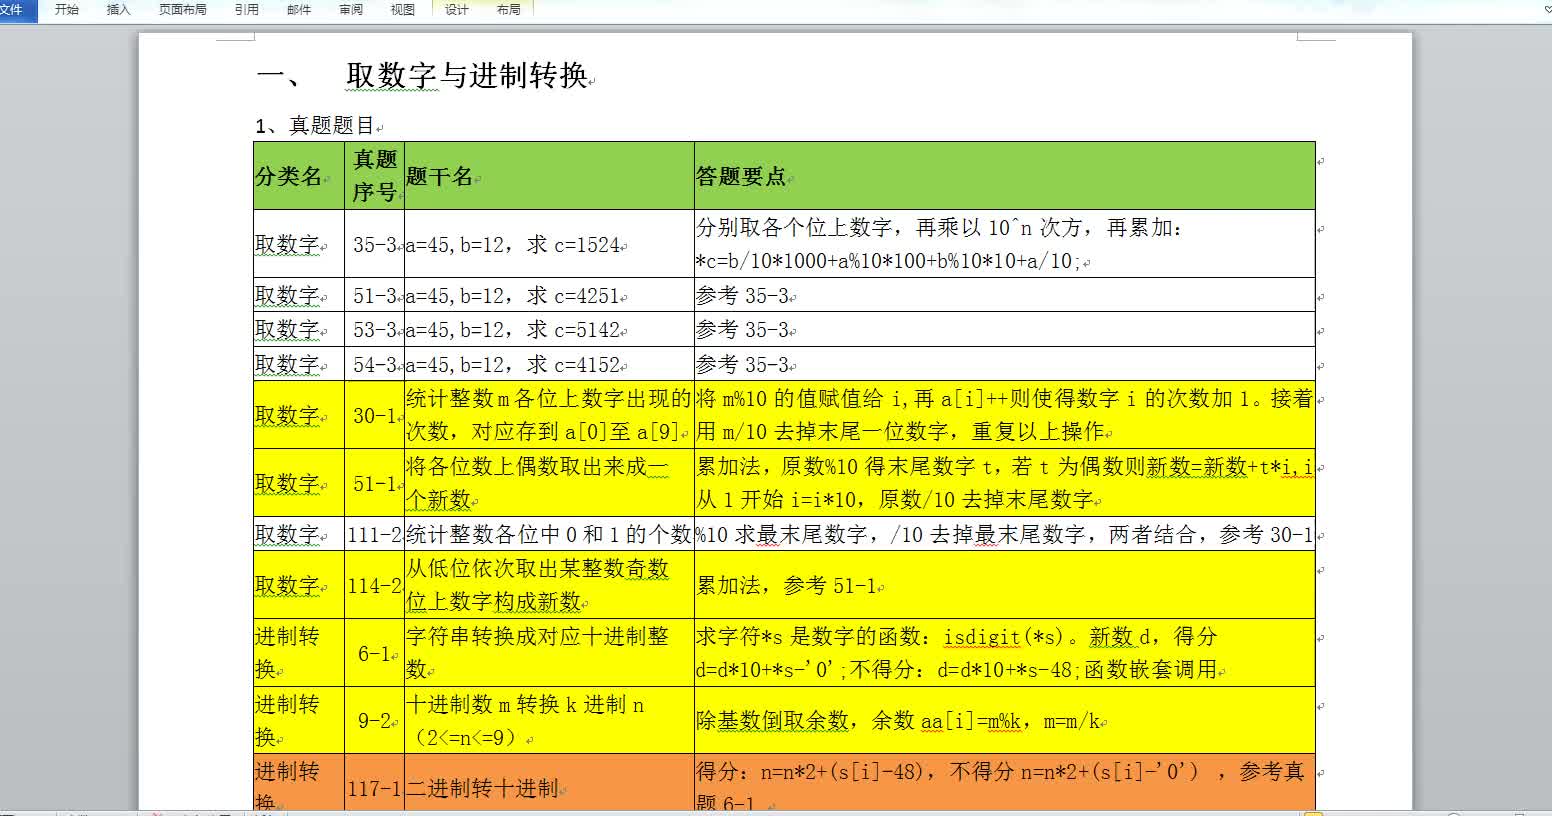 文件 开始 插入 页面布局 引用 邮件 审阅 视图 设计 布局
一、 取数字与进制转换
1、真题题目
分类名 真题序号 题干名 答题要点
取数字 35-3 a=45,b=12，求 c=1524 分别取各个位上数字，再乘以 10^n 次方，再累加：
*c=b/10*1000+a%10*100+b%10*10+a/10;
取数字 51-3 a=45,b=12，求 c=4251 参考 35-3
取数字 53-3 a=45,b=12，求 c=5142 参考 35-3
取数字 54-3 a=45,b=12，求 c=4152 参考 35-3
取数字 30-1 统计整数 m 各位上数字出现的
次数，对应存到 a[0]至 a[9]
将 m%10 的值赋值给 i,再 a[i]++则使得数字 i 的次数加 1。接着
用 m/10 去掉末尾一位数字，重复以上操作
取数字 51-1 将各位数上偶数取出来成一
个新数
累加法，原数%10 得末尾数字 t，若 t 为偶数则新数=新数+t*i,i
从 1 开始 i=i*10，原数/10 去掉末尾数字
取数字 111-2 统计整数各位中 0 和 1 的个数 %10 求最末尾数字，/10 去掉最末尾数字，两者结合，参考 30-1
取数字 114-2 从低位依次取出某整数奇数
位上数字构成新数
累加法，参考 51-1
进制转
换
6-1 字符串转换成对应十进制整
数
求字符*s 是数字的函数：isdigit(*s)。新数 d，得分
d=d*10+*s-'0';不得分：d=d*10+*s-48;函数嵌套调用
进制转
换
9-2 十进制数 m 转换 k 进制 n
（2<=n<=9）
除基数倒取余数，余数 aa[i]=m%k，m=m/k
进制转
换
117-1 二进制转十进制
得分：n=n*2+(s[i]-48)，不得分 n=n*2+(s[i]-'0') ，参考真
题 6-1